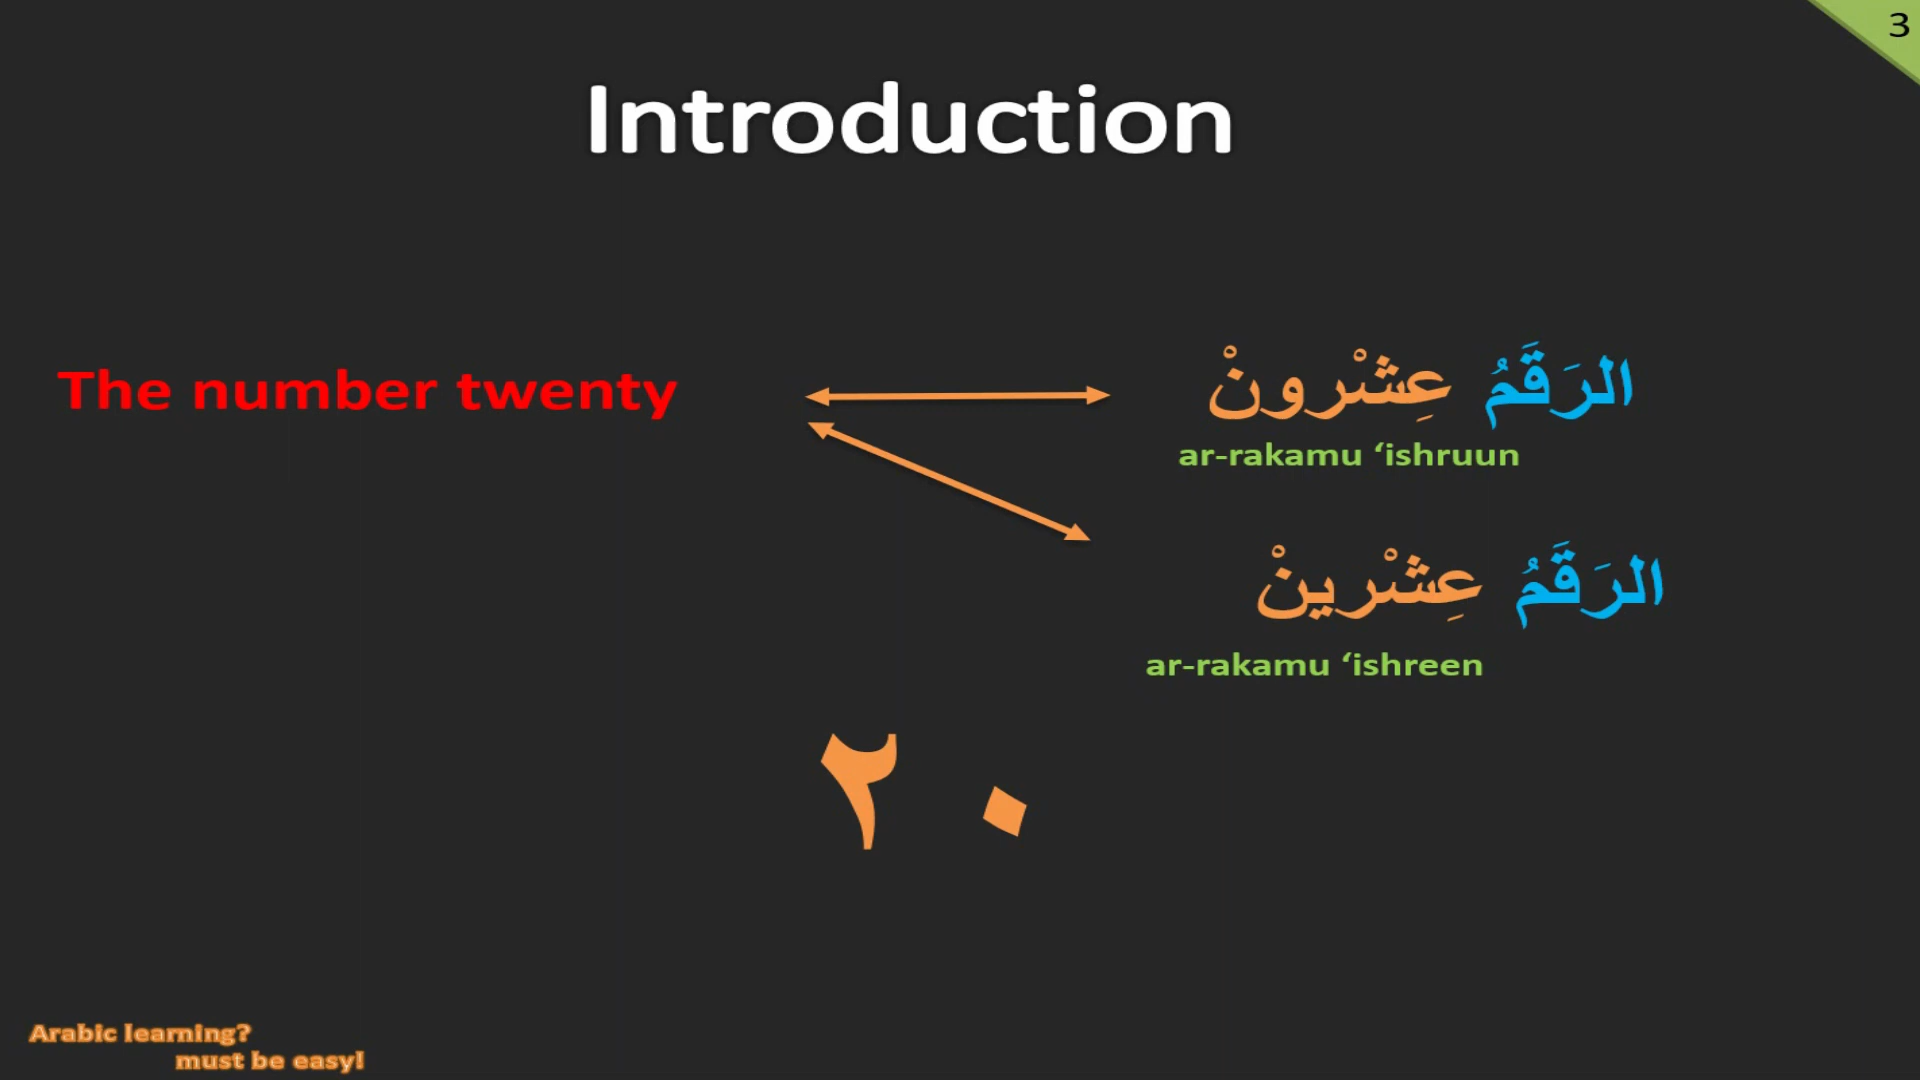 3
Introduction
The number twenty
الرَقَمُ عِشْرونْ
ar-rakamu ‘ishruun
الرَقَمُ عِشْرينْ
ar-rakamu ‘ishreen
٢٠
Arabic learning?
must be easy!